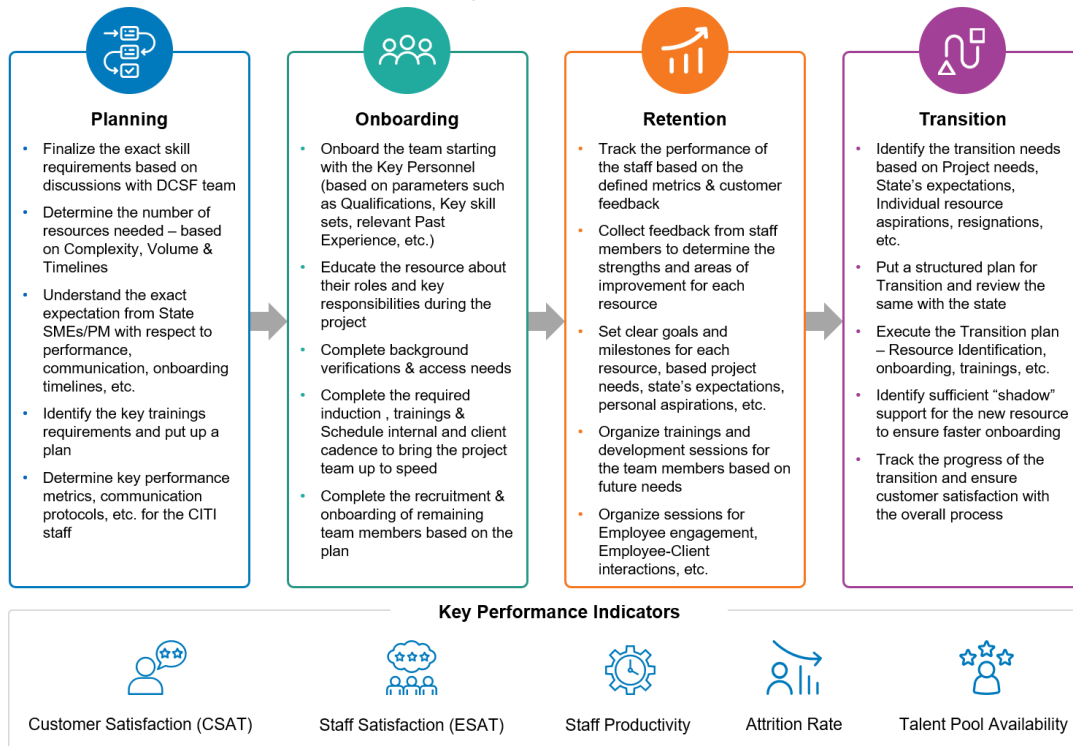 Planning
• Finalize the exact skill
requirements based on
discussions with DCSF team
• Determine the number of
resources needed – based
on Complexity, Volume &
Timelines
• Understand the exact
expectation from State
SMEs/PM with respect to
performance,
communication, onboarding
timelines, etc.
• Identify the key trainings
requirements and put up a
plan
• Determine key performance
metrics, communication
protocols, etc. for the CITI
staff
Onboarding
• Onboard the team starting
with the Key Personnel
(based on parameters such
as Qualifications, Key skill
sets, relevant Past
Experience, etc.)
• Educate the resource about
their roles and key
responsibilities during the
project
• Complete background
verifications & access needs
• Complete the required
induction , trainings &
Schedule internal and client
cadence to bring the project
team up to speed
• Complete the recruitment &
onboarding of remaining
team members based on the
plan
Retention
• Track the performance of
the staff based on the
defined metrics & customer
feedback
• Collect feedback from staff
members to determine the
strengths and areas of
improvement for each
resource
• Set clear goals and
milestones for each
resource, based project
needs, state’s expectations,
personal aspirations, etc.
• Organize trainings and
development sessions for
the team members based on
future needs
• Organize sessions for
Employee engagement,
Employee-Client
interactions, etc.
Transition
• Identify the transition needs
based on Project needs,
State’s expectations,
Individual resource
aspirations, resignations,
etc.
• Put a structured plan for
Transition and review the
same with the state
• Execute the Transition plan
– Resource Identification,
onboarding, trainings, etc.
• Identify sufficient “shadow”
support for the new resource
to ensure faster onboarding
• Track the progress of the
transition and ensure
customer satisfaction with
the overall process
Key Performance Indicators
Customer Satisfaction (CSAT)
Staff Satisfaction (ESAT)
Staff Productivity
Attrition Rate
Talent Pool Availability